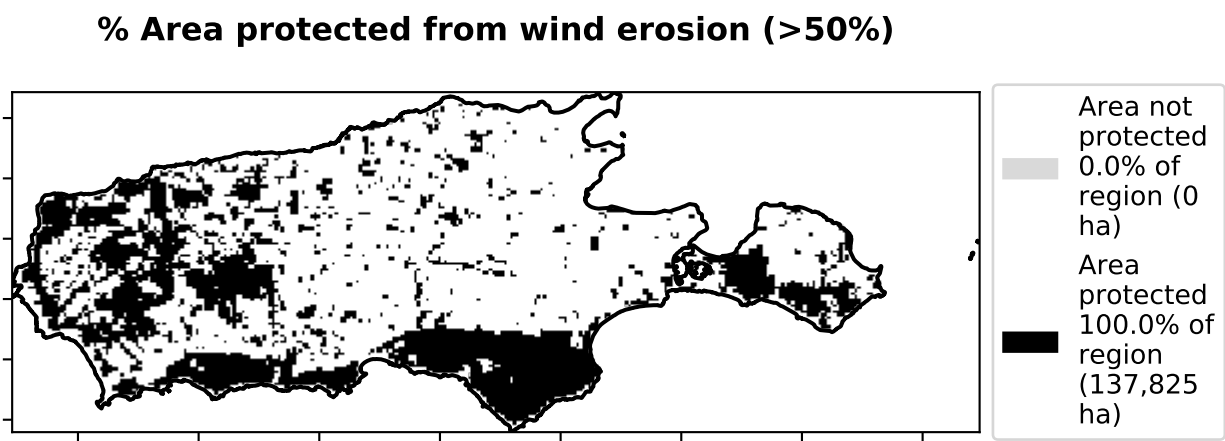 % Area protected from wind erosion (>50%)
Area not
protected
0.0% of
region (0
ha)
Area
protected
100.0% of
region
(137,825
ha)